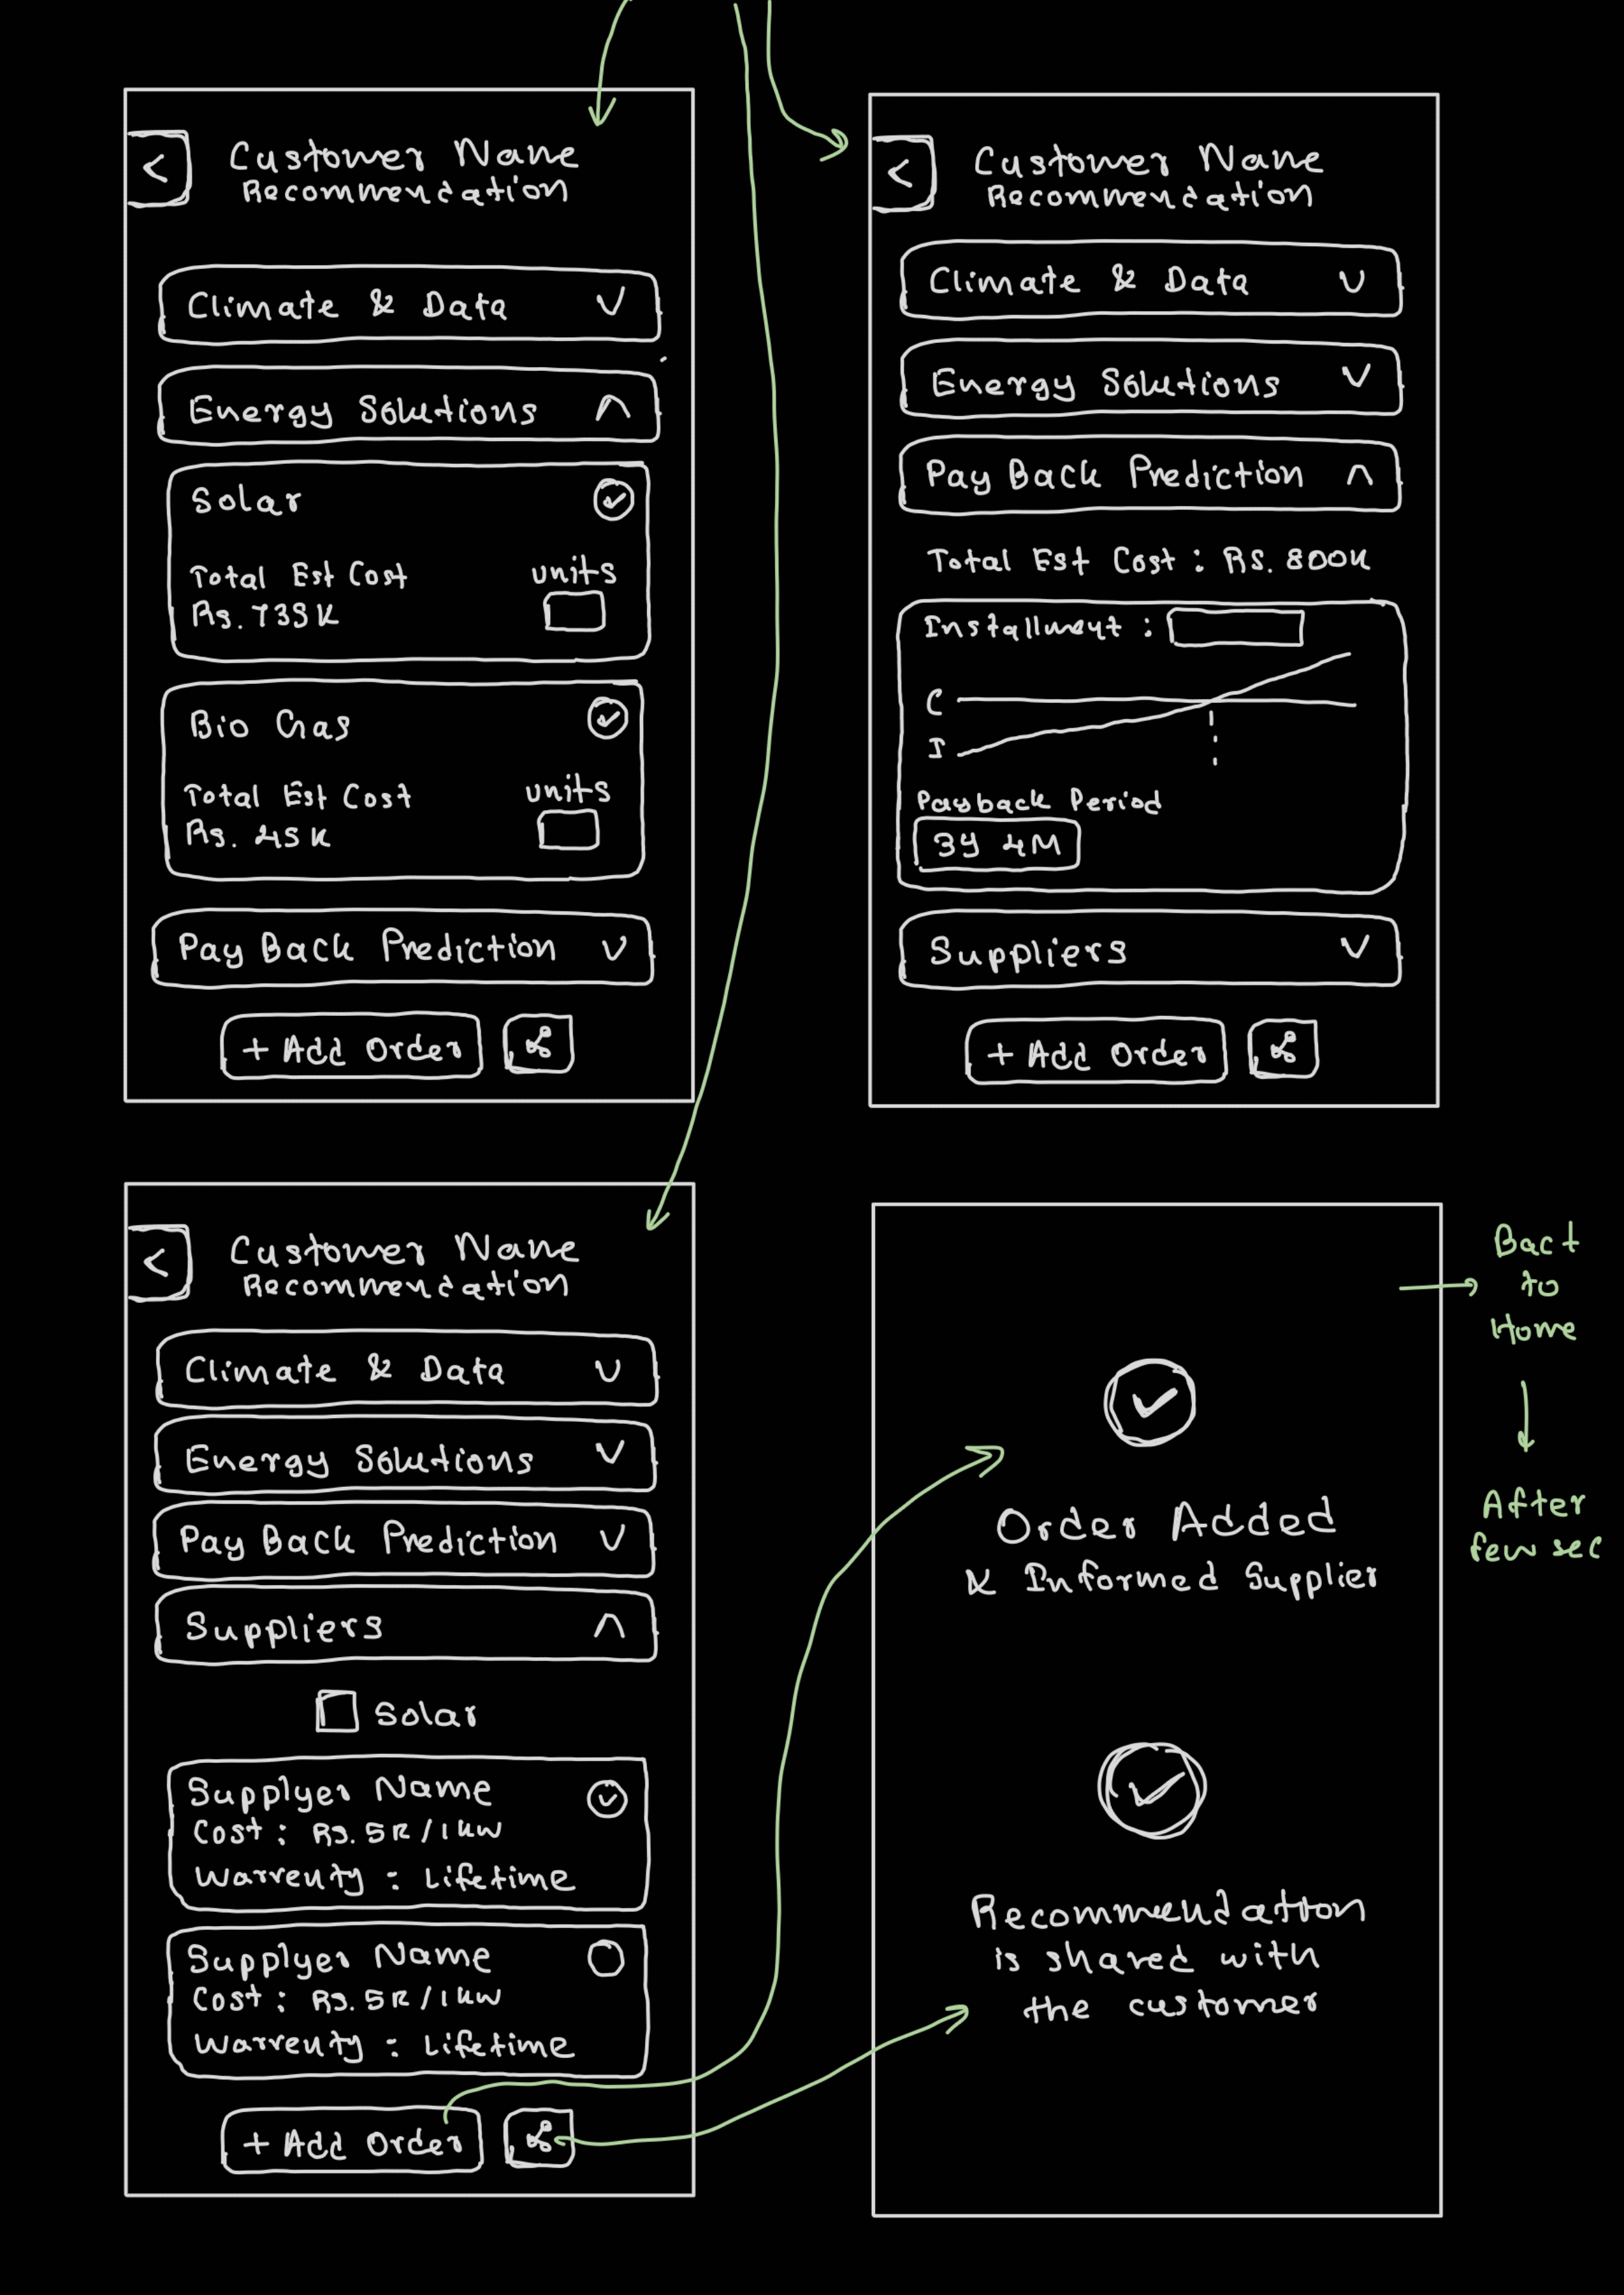 Customer Name
Recommendation
Climate & Data
Energy Solutions
Solar
Total Est Cost
units
Rs. 735K
Bio Gas
Total Est Cost
units
Rs. 45K
Pay Back Prediction
+ Add Order
Customer Name
Recommendation
Climate & Data
Energy Solutions
Pay Back Prediction
Total Est Cost : Rs. 800K
Installment :
C
I
Payback Period
3Y 4M
Suppliers
+ Add Order
Customer Name
Recommendation
Climate & Data
Energy Solutions
Pay Back Prediction
Suppliers
Solar
Supplyer Name
Cost : Rs. 5K / 1KW
Warrenty : Lifetime
Supplyer Name
Cost : Rs. 5K / 1KW
Warrenty : Lifetime
+ Add Order
Order Added
& Informed Supplier
Recommendation
is shared with
the customer
Bact
to
Home
After
few sec